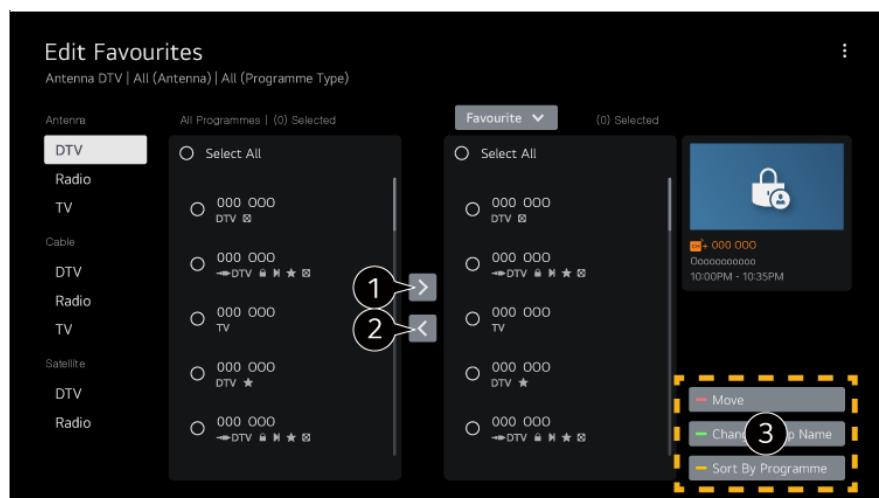 Edit Favourites
Antenna DTV | All (Antenna) | All (Programme Type)
Antenna
DTV
Radio
TV
Cable
DTV
Radio
TV
Satellite
DTV
Radio
All Programmes | (0) Selected
Select All
000 000
DTV
000 000
DTV
000 000
TV
000 000
DTV
000 000
DTV
1
2
Favourite
(0) Selected
Select All
000 000
DTV
000 000
DTV
000 000
TV
000 000
DTV
000 000
DTV
CH+ 000 000
Oooooooooo
10:00PM - 10:35PM
Move
3
Name
Sort By Programme